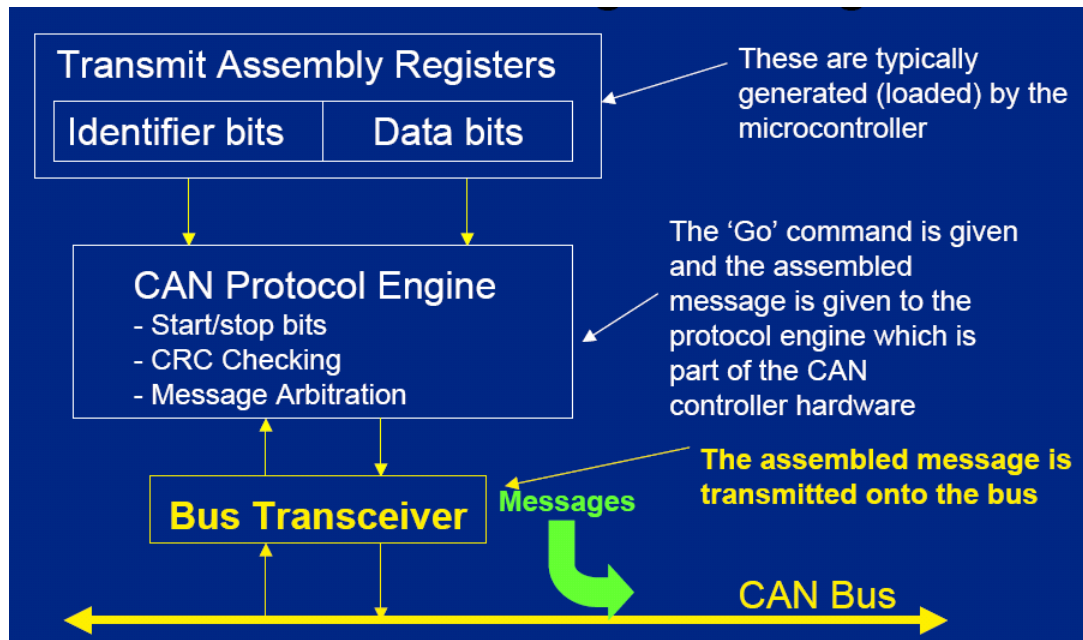 Transmit Assembly Registers
Identifier bits
Data bits
These are typically
generated (loaded) by the
microcontroller
CAN Protocol Engine
- Start/stop bits
- CRC Checking
- Message Arbitration
The ‘Go’ command is given
and the assembled
message is given to the
protocol engine which is
part of the CAN
controller hardware
Bus Transceiver
Messages
The assembled message is
transmitted onto the bus
CAN Bus